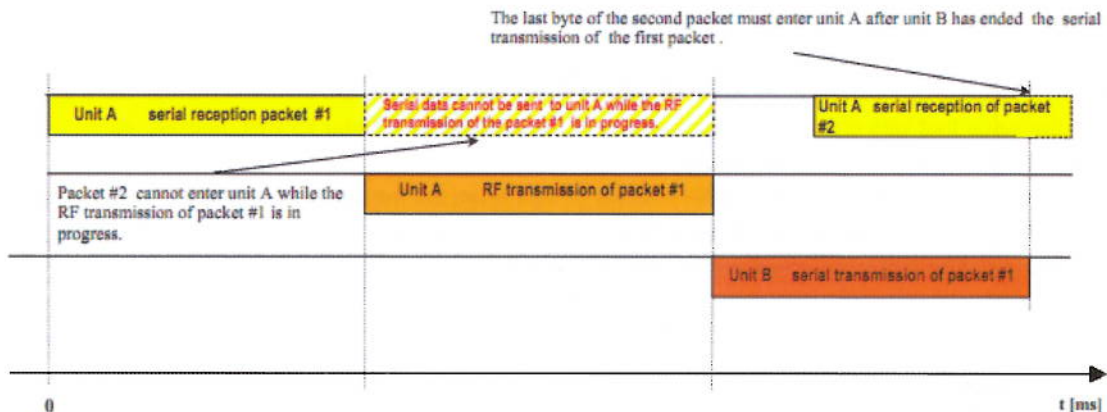 The last byte of the second packet must enter unit A after unit B has ended the serial
transmission of the first packet .
Unit A serial reception packet #1
Serial data cannot be sent to unit A while the RF
transmission of the packet #1 is in progress.
Unit A serial reception of packet
#2
Packet #2 cannot enter unit A while the
RF transmission of packet #1 is in
progress.
Unit A RF transmission of packet #1
Unit B serial transmission of packet #1
0
t [ms]